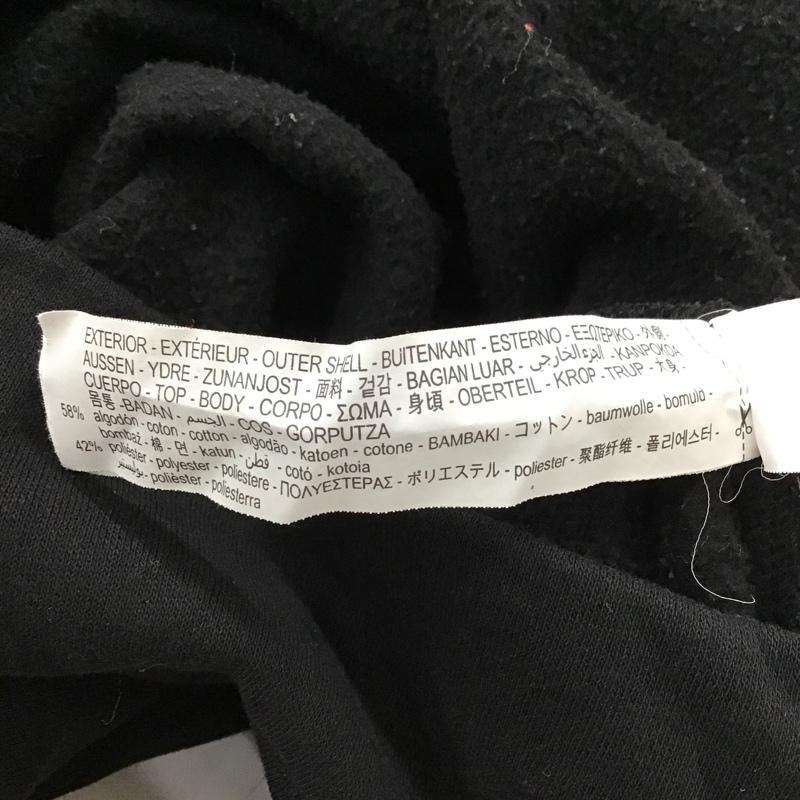 EXTERIOR - EXTÉRIEUR - OUTER SHELL - BUITENKANT - ESTERNO - ΕΞΩΤΕΡΙΚΟ - 外側 -
AUSSEN - YDRE - ZUNANJOST - 面料 - 겉감 - BAGIAN LUAR - الجزء الخارجي - KANPOKOA
CUERPO - TOP - BODY - CORPO - ΣΩΜΑ - 身頃 - OBERTEIL - KROP - TRUP - 大身 -
몸통 - BADAN - الجسم - COS - GORPUTZA
58% algodón - coton - cotton - algodão - katoen - cotone - ΒΑΜΒΑΚΙ - コットン - baumwolle - bomuld -
bombaž - 棉 - 면 - katun - قطن - cotó - kotoia
42% poliéster - polyester - poliestere - ΠΟΛΥΕΣΤΕΡΑΣ - ポリエステル - poliester - 聚酯纤维 - 폴리에스터 -
بوليستير - polièster - poliesterra